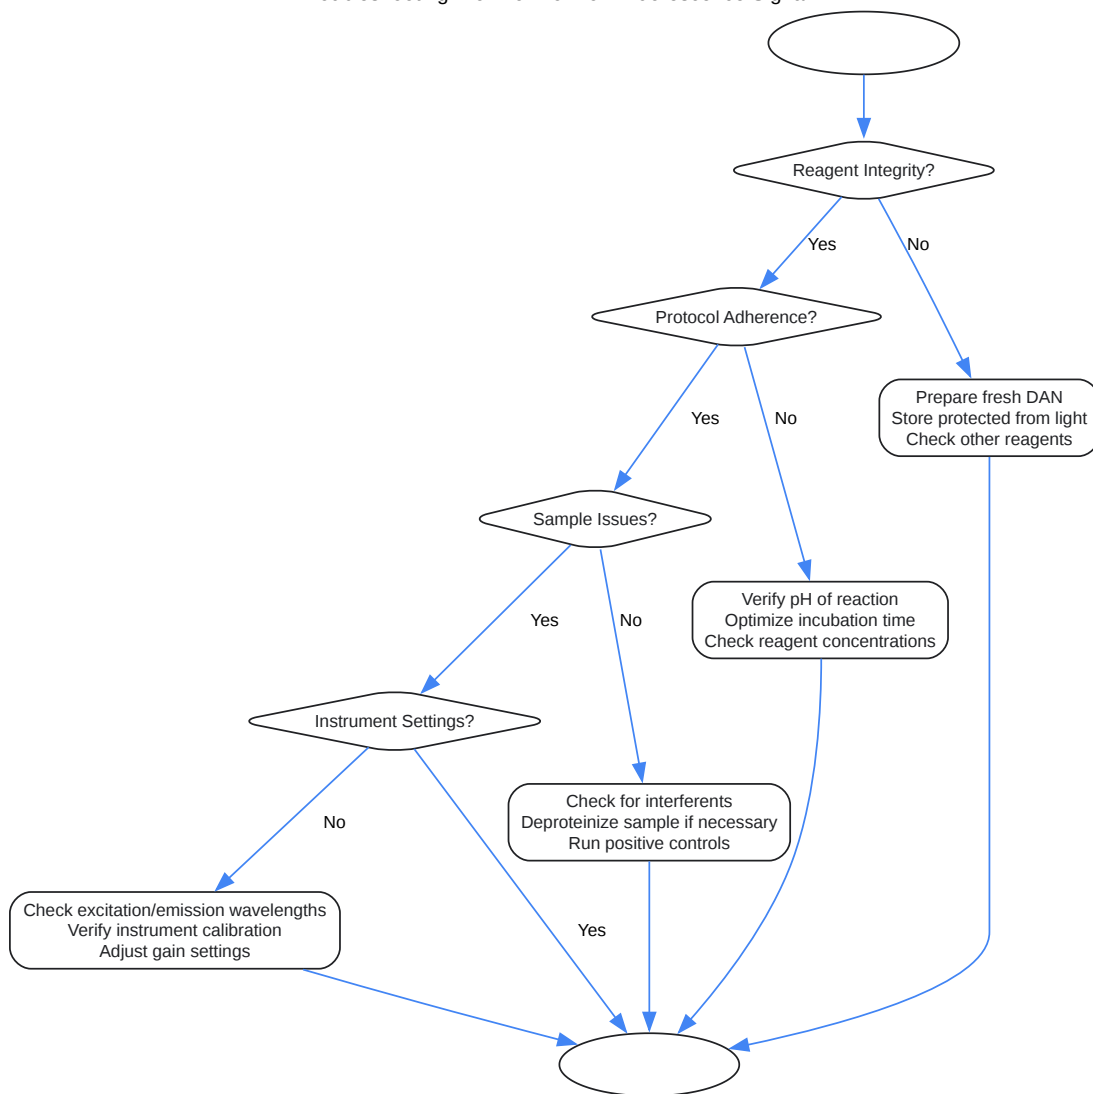 Reagent Integrity?
Yes
No
Protocol Adherence?
Prepare fresh DAN
Store protected from light
Check other reagents
Yes
No
Sample Issues?
Verify pH of reaction
Optimize incubation time
Check reagent concentrations
Yes
No
Instrument Settings?
Check for interferents
Deproteinize sample if necessary
Run positive controls
No
Check excitation/emission wavelengths
Verify instrument calibration
Adjust gain settings
Yes